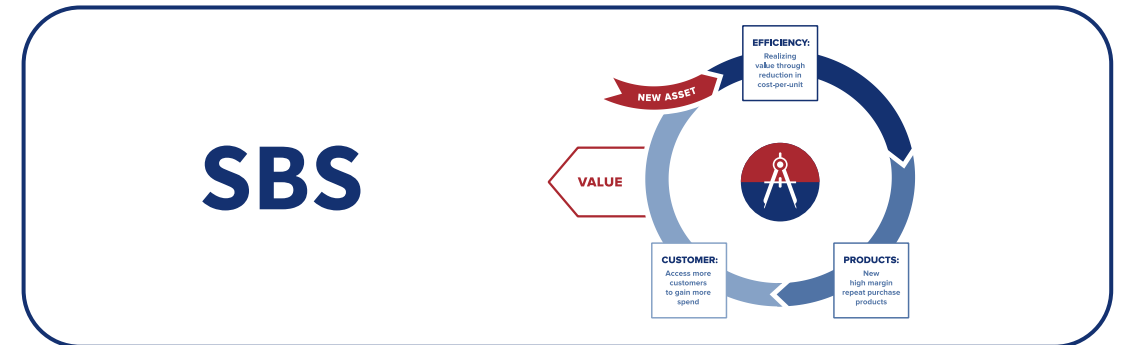 SBS
NEW ASSET
EFFICIENCY:
Realizing
value through
reduction in
cost-per-unit
VALUE
CUSTOMER:
Access more
customers
to gain more
spend
PRODUCTS:
New
high margin
repeat purchase
products